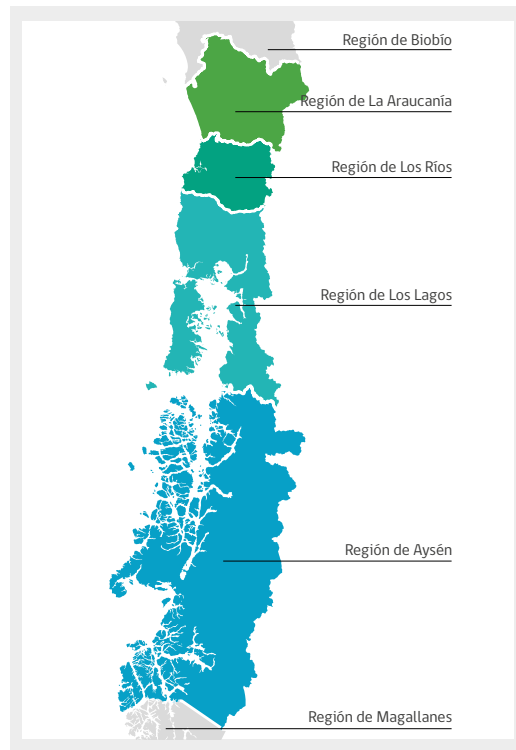 Región de Biobío
Región de La Araucanía
Región de Los Ríos
Región de Los Lagos
Región de Aysén
Región de Magallanes